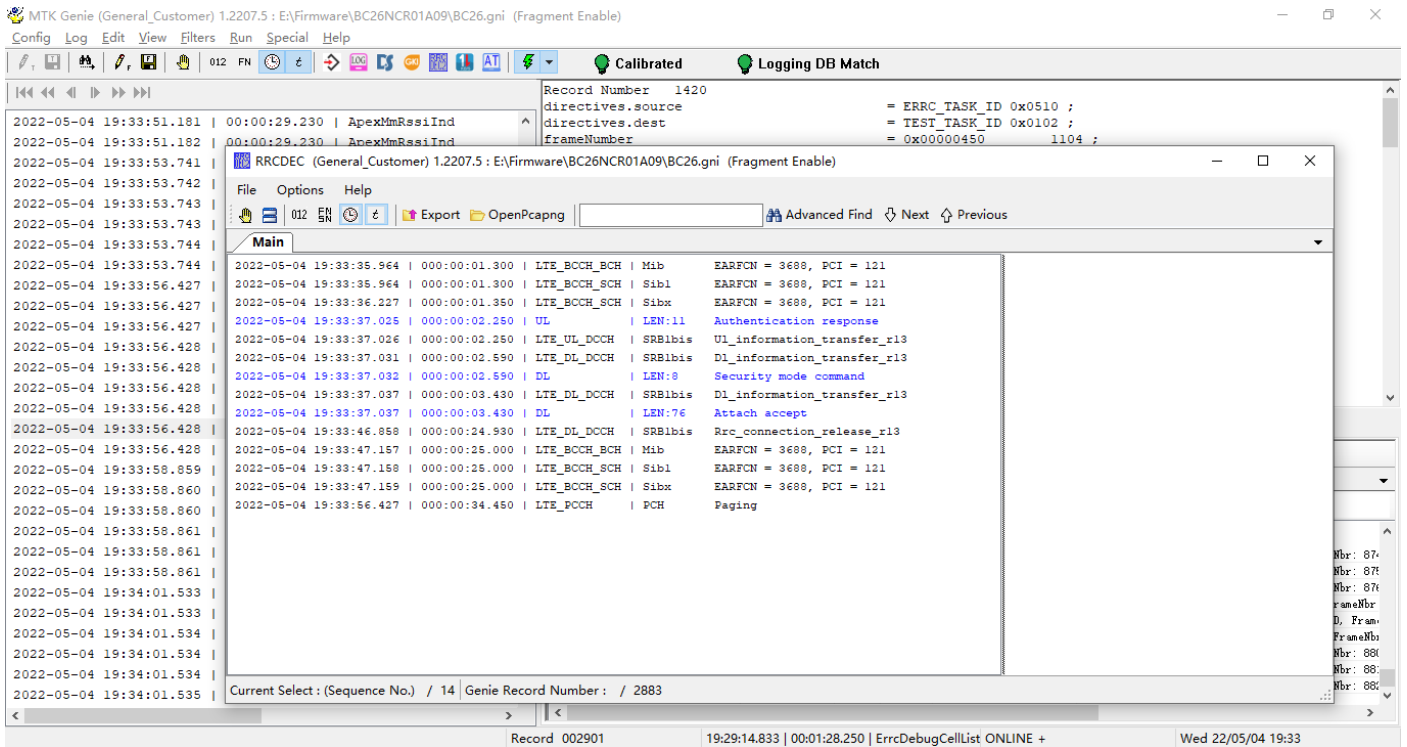 MTK Genie (General_Customer) 1.2207.5 : E:\Firmware\BC26NCR01A09\BC26.gni (Fragment Enable)
Config Log Edit View Filters Run Special Help
012 FN t LOG GKI AT Calibrated Logging DB Match
Record Number 1420
directives.source = ERRC_TASK_ID 0x0510 ;
2022-05-04 19:33:51.181 | 00:00:29.230 | ApexMmRssiInd
directives.dest = TEST_TASK_ID 0x0102 ;
2022-05-04 19:33:51.182 | 00:00:29.230 | ApexMmRssiInd
frameNumber = 0x00000450 1104 ;
2022-05-04 19:33:53.741 |
2022-05-04 19:33:53.742 |
2022-05-04 19:33:53.743 |
2022-05-04 19:33:53.743 |
2022-05-04 19:33:53.744 |
2022-05-04 19:33:53.744 |
2022-05-04 19:33:56.427 |
2022-05-04 19:33:56.427 |
2022-05-04 19:33:56.427 |
2022-05-04 19:33:56.428 |
2022-05-04 19:33:56.428 |
2022-05-04 19:33:56.428 |
2022-05-04 19:33:56.428 |
2022-05-04 19:33:56.428 |
2022-05-04 19:33:56.428 |
2022-05-04 19:33:58.859 |
2022-05-04 19:33:58.860 |
2022-05-04 19:33:58.860 |
2022-05-04 19:33:58.861 |
2022-05-04 19:33:58.861 |
2022-05-04 19:33:58.861 |
2022-05-04 19:34:01.533 |
2022-05-04 19:34:01.533 |
2022-05-04 19:34:01.534 |
2022-05-04 19:34:01.534 |
2022-05-04 19:34:01.534 |
2022-05-04 19:34:01.535 |
RRCDEC (General_Customer) 1.2207.5 : E:\Firmware\BC26NCR01A09\BC26.gni (Fragment Enable)
File Options Help
012 t Export OpenPcapng Advanced Find Next Previous
Main
2022-05-04 19:33:35.964 | 000:00:01.300 | LTE_BCCH_BCH | Mib EARFCN = 3688, PCI = 121
2022-05-04 19:33:35.964 | 000:00:01.300 | LTE_BCCH_SCH | Sib1 EARFCN = 3688, PCI = 121
2022-05-04 19:33:36.227 | 000:00:01.350 | LTE_BCCH_SCH | Sibx EARFCN = 3688, PCI = 121
2022-05-04 19:33:37.025 | 000:00:02.250 | UL | LEN:11 Authentication response
2022-05-04 19:33:37.026 | 000:00:02.250 | LTE_UL_DCCH | SRB1bis Ul_information_transfer_r13
2022-05-04 19:33:37.031 | 000:00:02.590 | LTE_DL_DCCH | SRB1bis Dl_information_transfer_r13
2022-05-04 19:33:37.032 | 000:00:02.590 | DL | LEN:8 Security mode command
2022-05-04 19:33:37.037 | 000:00:03.430 | LTE_DL_DCCH | SRB1bis Dl_information_transfer_r13
2022-05-04 19:33:37.037 | 000:00:03.430 | DL | LEN:76 Attach accept
2022-05-04 19:33:46.858 | 000:00:24.930 | LTE_DL_DCCH | SRB1bis Rrc_connection_release_r13
2022-05-04 19:33:47.157 | 000:00:25.000 | LTE_BCCH_BCH | Mib EARFCN = 3688, PCI = 121
2022-05-04 19:33:47.158 | 000:00:25.000 | LTE_BCCH_SCH | Sib1 EARFCN = 3688, PCI = 121
2022-05-04 19:33:47.159 | 000:00:25.000 | LTE_BCCH_SCH | Sibx EARFCN = 3688, PCI = 121
2022-05-04 19:33:56.427 | 000:00:34.450 | LTE_PCCH | PCH Paging
Current Select : (Sequence No.) / 14 Genie Record Number : / 2883
Nbr: 874
Nbr: 875
Nbr: 876
rameNbr
D, Fram
FrameNbr
Nbr: 880
Nbr: 881
Nbr: 882
Record 002901 19:29:14.833 | 00:01:28.250 | ErrcDebugCellList ONLINE + Wed 22/05/04 19:33